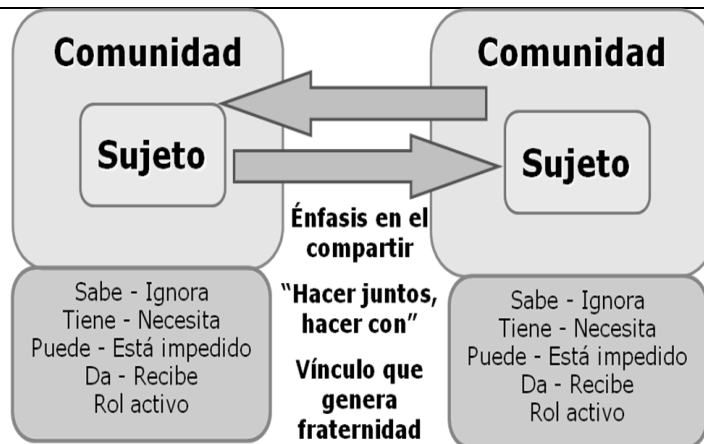 Comunidad
Sujeto
Sabe - Ignora
Tiene - Necesita
Puede - Está impedido
Da - Recibe
Rol activo
Énfasis en el
compartir
“Hacer juntos,
hacer con”
Vínculo que
genera
fraternidad
Comunidad
Sujeto
Sabe - Ignora
Tiene - Necesita
Puede - Está impedido
Da - Recibe
Rol activo